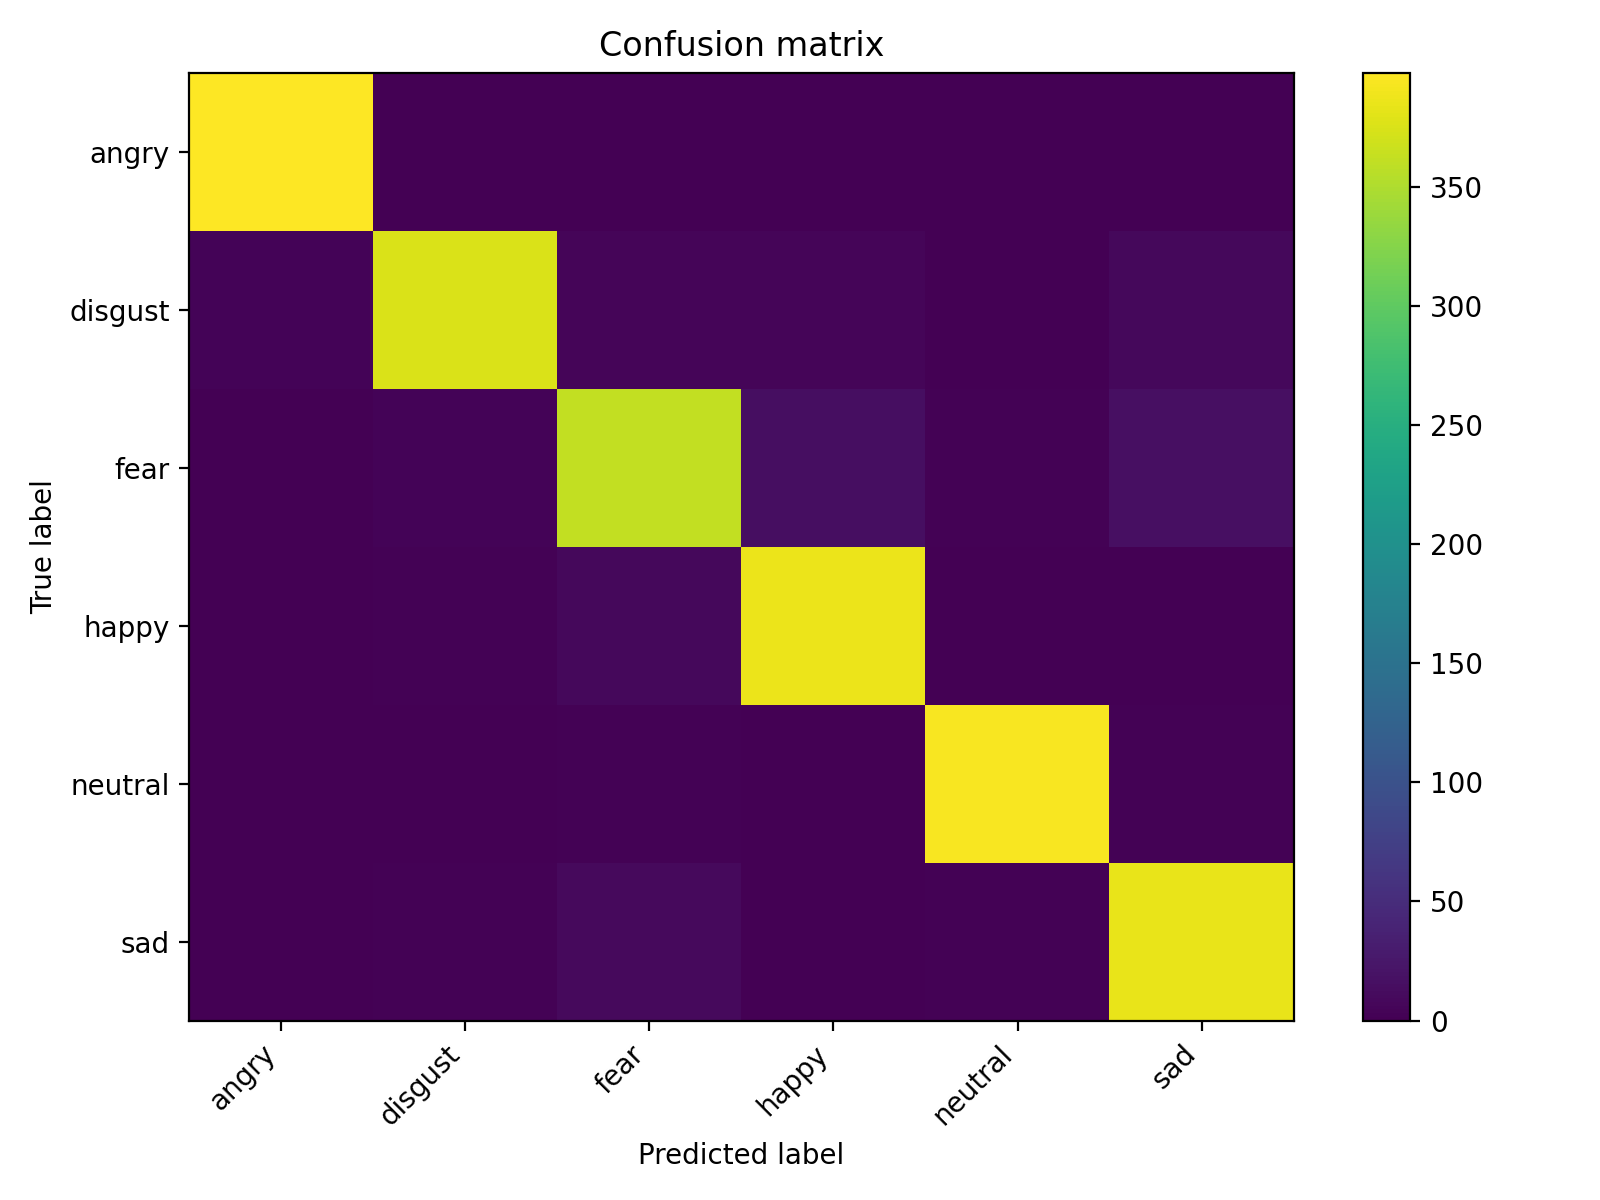 Confusion matrix
angry
disgust
fear
happy
neutral
sad
True label
angry
disgust
fear
happy
neutral
sad
Predicted label
350
300
250
200
150
100
50
0